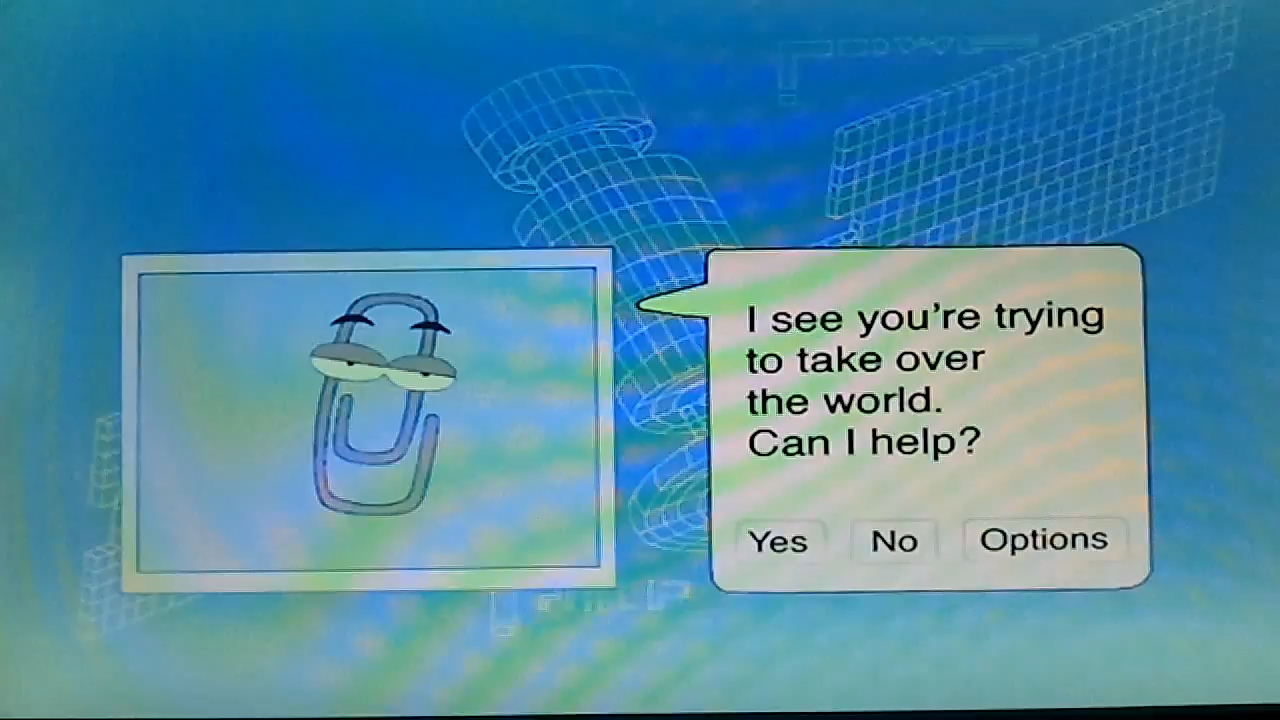 I see you're trying
to take over
the world.
Can I help?
Yes No Options